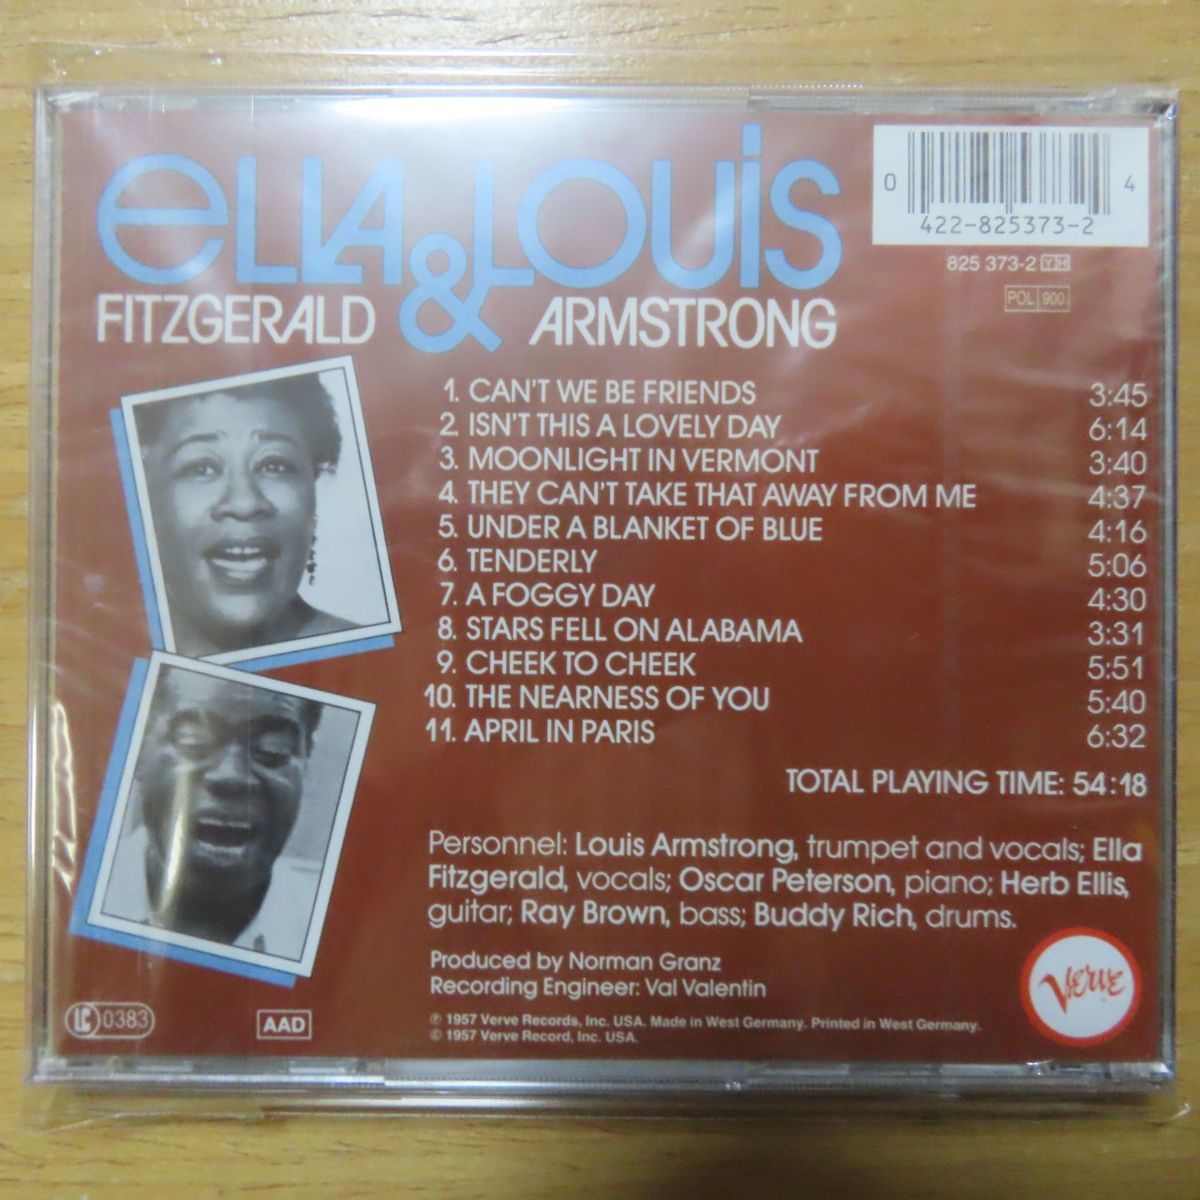 ELLA & LOUIS
FITZGERALD ARMSTRONG
0 4
422-825373-2
825 373-2 YH
POL 900
1. CAN'T WE BE FRIENDS 3:45
2. ISN'T THIS A LOVELY DAY 6:14
3. MOONLIGHT IN VERMONT 3:40
4. THEY CAN'T TAKE THAT AWAY FROM ME 4:37
5. UNDER A BLANKET OF BLUE 4:16
6. TENDERLY 5:06
7. A FOGGY DAY 4:30
8. STARS FELL ON ALABAMA 3:31
9. CHEEK TO CHEEK 5:51
10. THE NEARNESS OF YOU 5:40
11. APRIL IN PARIS 6:32
TOTAL PLAYING TIME: 54:18
Personnel: Louis Armstrong, trumpet and vocals; Ella
Fitzgerald, vocals; Oscar Peterson, piano; Herb Ellis,
guitar; Ray Brown, bass; Buddy Rich, drums.
Produced by Norman Granz
Recording Engineer: Val Valentin
℗ 1957 Verve Records, Inc. USA. Made in West Germany. Printed in West Germany.
© 1957 Verve Record, Inc. USA.
LC 0383
AAD
Verve